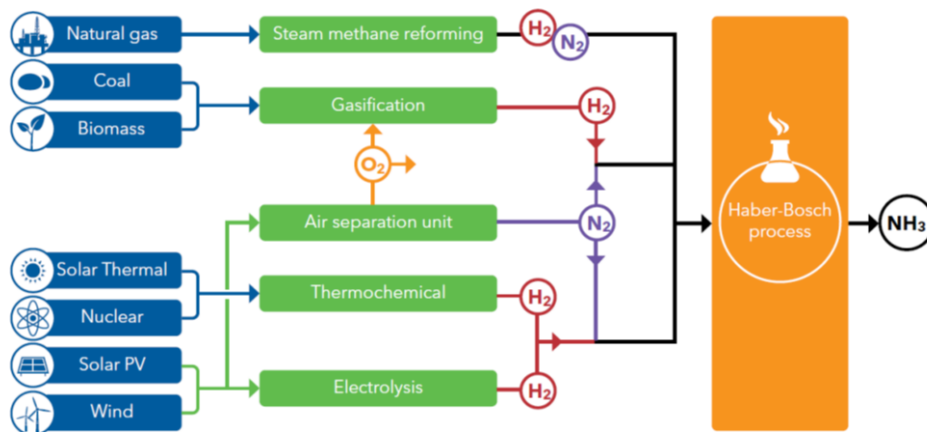 Natural gas
Steam methane reforming
H₂
N₂
Coal
Gasification
H₂
Biomass
O₂
Haber-Bosch
process
NH₃
Air separation unit
N₂
Solar Thermal
Thermochemical
H₂
Nuclear
Solar PV
Electrolysis
H₂
Wind